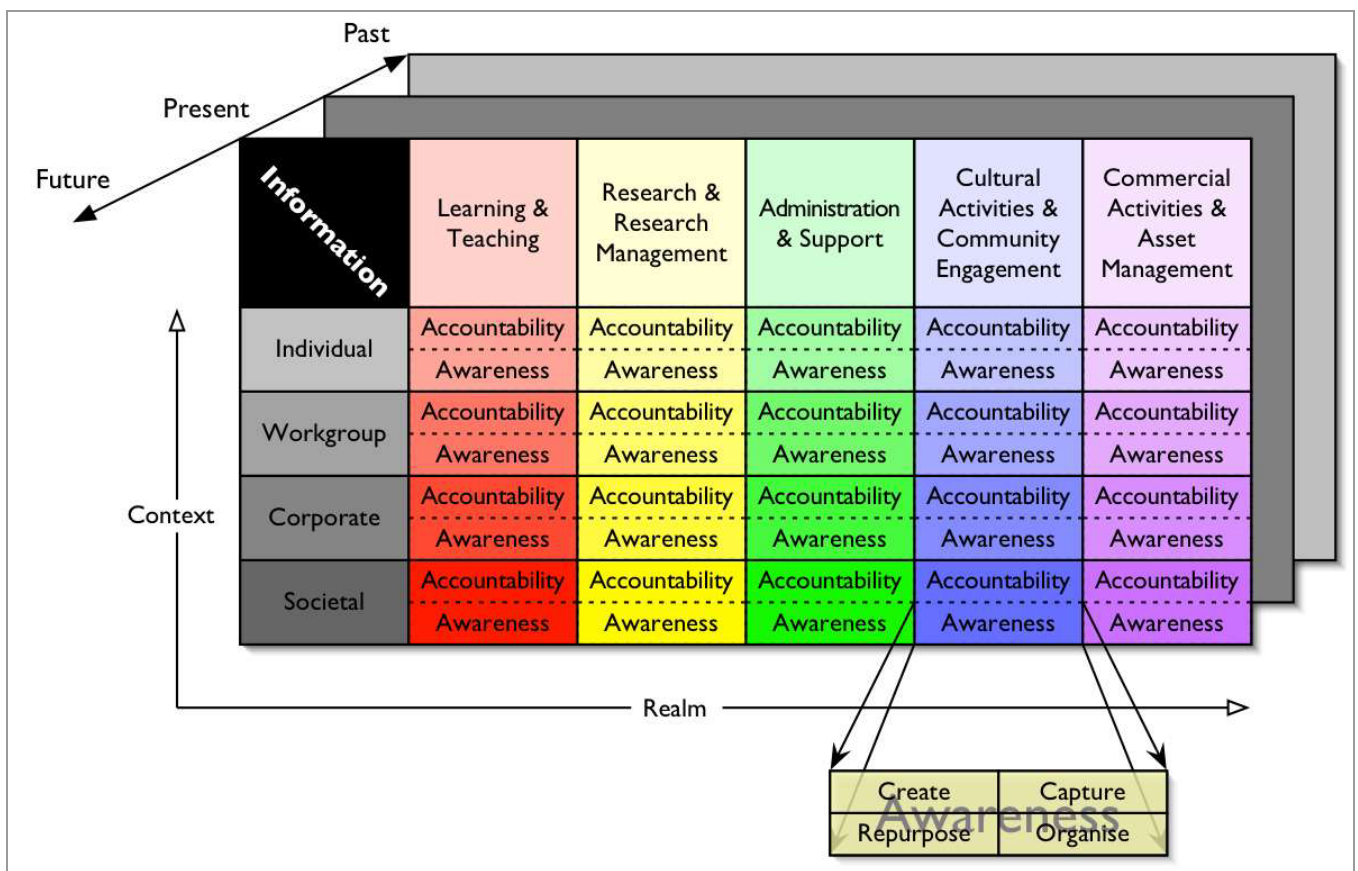 Past
Present
Future
Information
Learning &
Teaching
Research &
Research
Management
Administration
& Support
Cultural
Activities &
Community
Engagement
Commercial
Activities &
Asset
Management
Individual
Accountability Accountability Accountability Accountability Accountability
Awareness Awareness Awareness Awareness Awareness
Workgroup
Accountability Accountability Accountability Accountability Accountability
Awareness Awareness Awareness Awareness Awareness
Context
Corporate
Accountability Accountability Accountability Accountability Accountability
Awareness Awareness Awareness Awareness Awareness
Societal
Accountability Accountability Accountability Accountability Accountability
Awareness Awareness Awareness Awareness Awareness
Realm
Create Capture
Awareness
Repurpose Organise